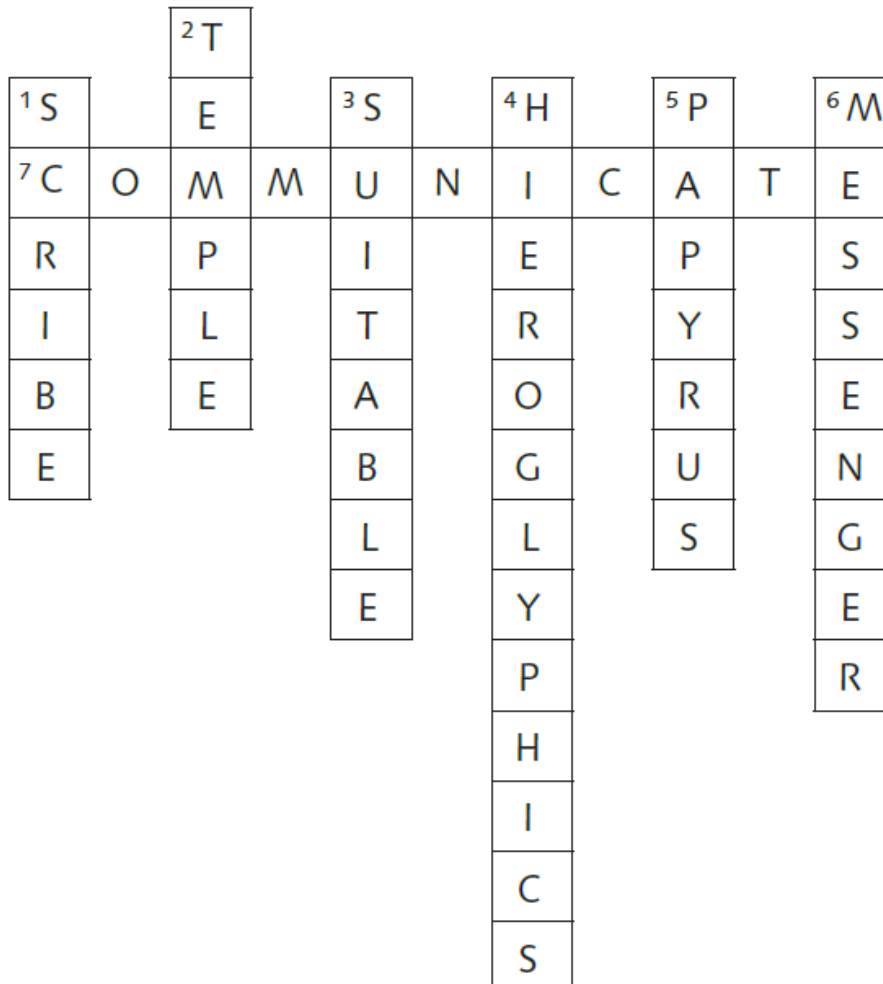 2 T
1 S E 3 S 4 H 5 P 6 M
7 C O M M U N I C A T E
R P I E P S
I L T R Y S
B E A O R E
E B G U N
L L S G
E Y E
P R
H
I
C
S